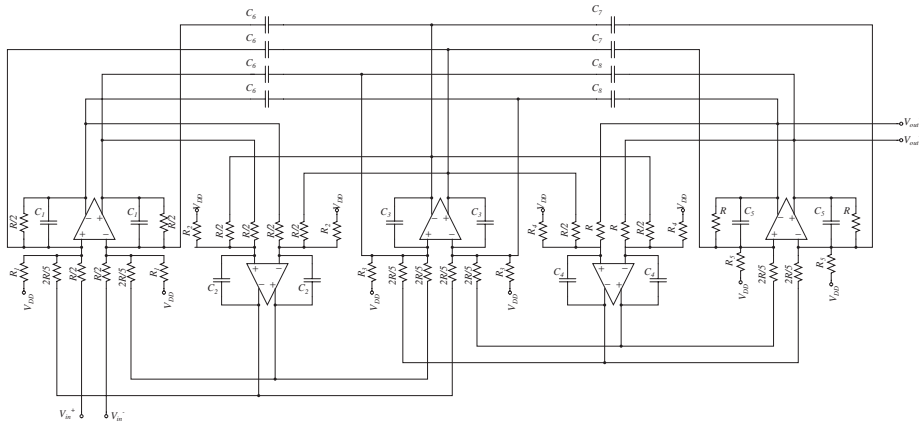 C6 C7
C6 C7
C6 C8
C6 C8
Vout
Vout
VDD VDD VDD VDD
R/2 C1 C1 R/2 R2 R/2 R/2 R/2 R/2 R2 C3 C3 R4 R/2 R R R/2 R4 R C5 C5 R
− + + − + − − + − + + − + − − + − + + −
R1 2R/5 R/2 R/2 2R/5 R1 C2 − + C2 R3 2R/5 2R/5 2R/5 2R/5 R3 C4 − + C4 R5 2R/5 2R/5 R5
VDD VDD VDD VDD VDD VDD
Vin+ Vin-